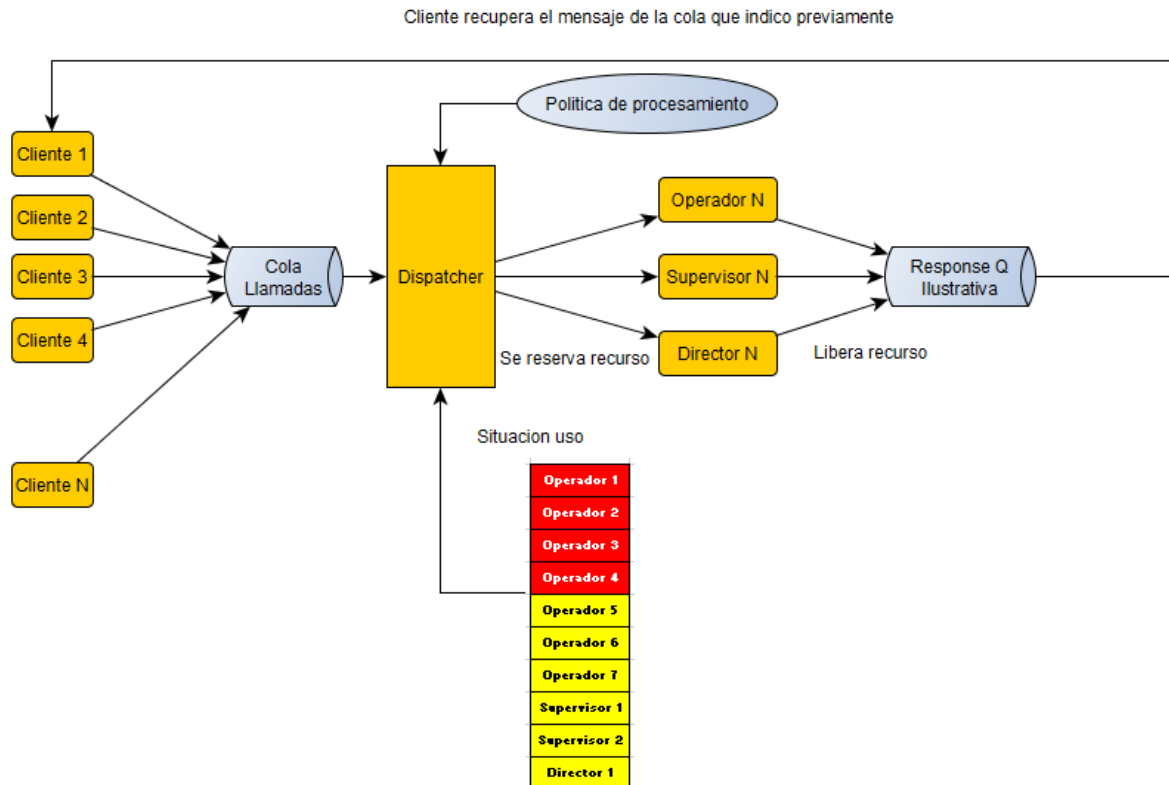 Cliente recupera el mensaje de la cola que indico previamente
Politica de procesamiento
Cliente 1
Cliente 2
Cliente 3
Cliente 4
Cliente N
Cola
Llamadas
Dispatcher
Operador N
Supervisor N
Director N
Se reserva recurso
Libera recurso
Response Q
Ilustrativa
Situacion uso
Operador 1
Operador 2
Operador 3
Operador 4
Operador 5
Operador 6
Operador 7
Supervisor 1
Supervisor 2
Director 1